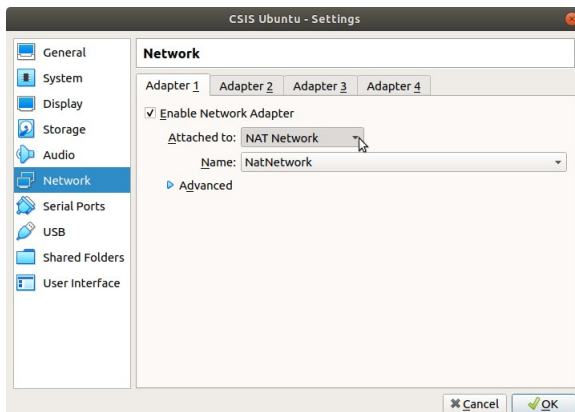 CSIS Ubuntu - Settings
General
System
Display
Storage
Audio
Network
Serial Ports
USB
Shared Folders
User Interface
Network
Adapter 1 Adapter 2 Adapter 3 Adapter 4
Enable Network Adapter
Attached to: NAT Network
Name: NatNetwork
Advanced
Cancel OK